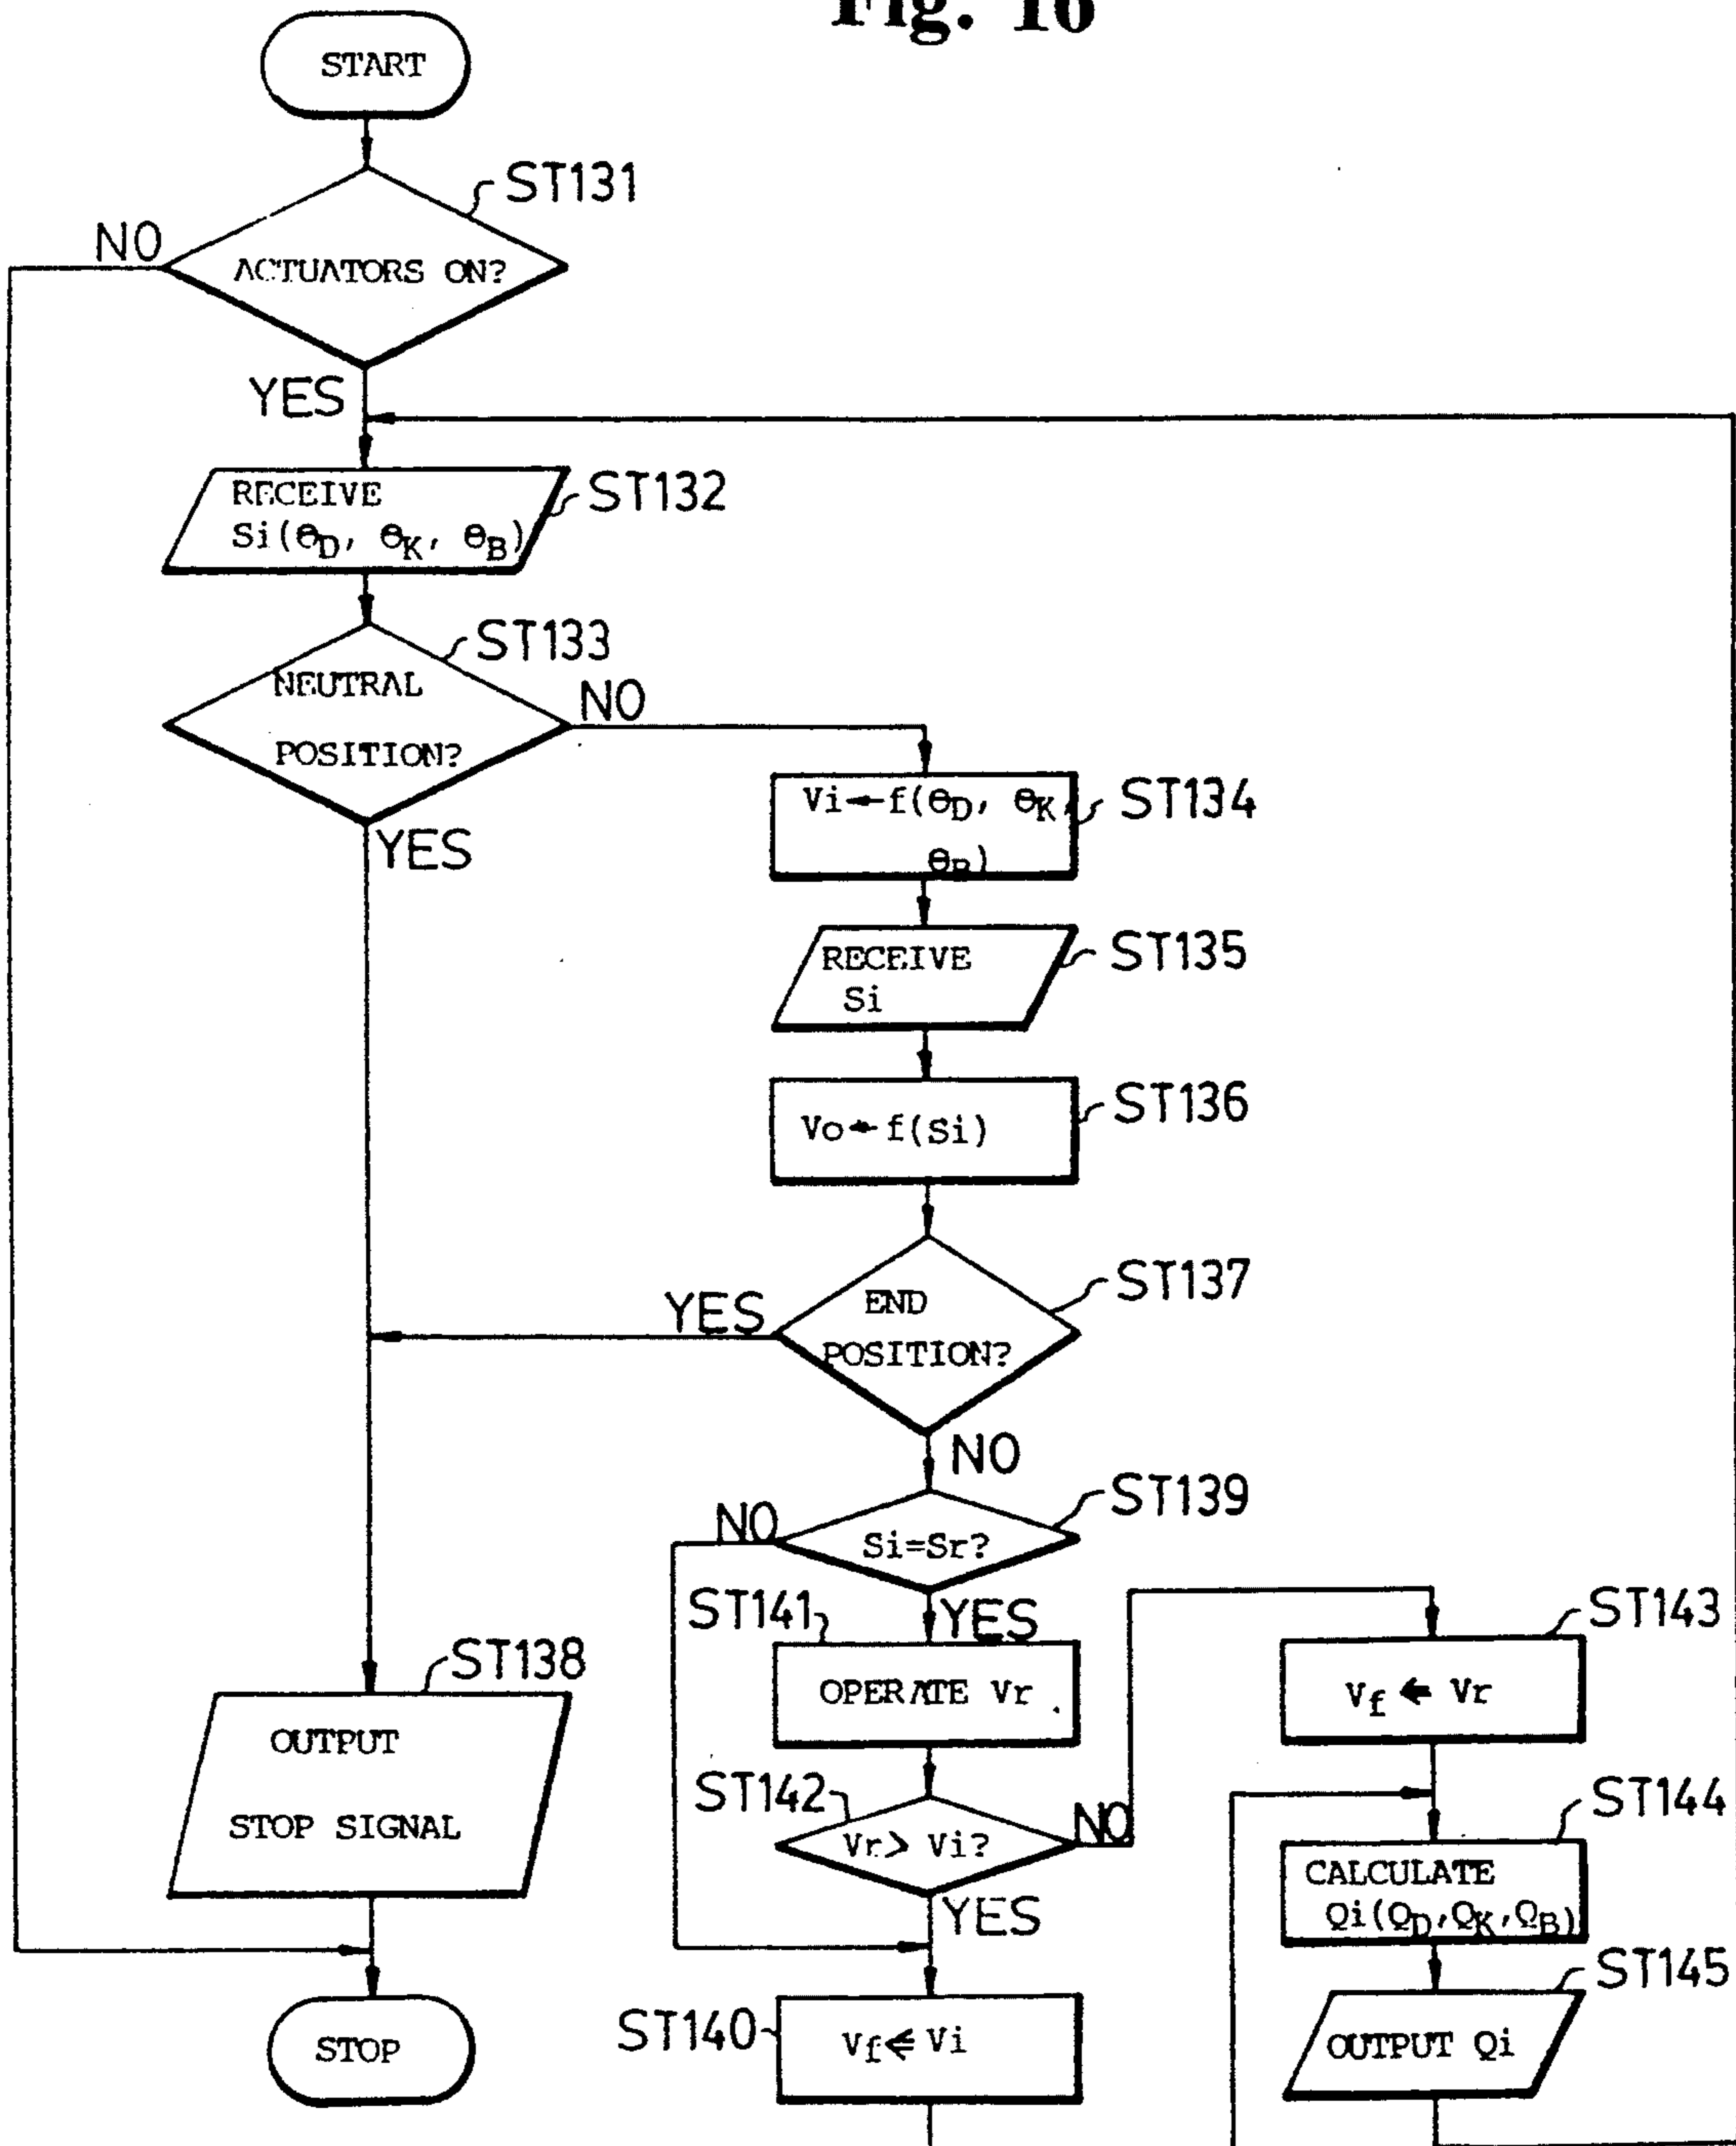 Fig. 16
START
ST131
NO
ACTUATORS ON?
YES
RECEIVE
Si(θD, θK, θB)
ST132
ST133
NEUTRAL
POSITION?
NO
YES
Vi←f(θD, θK,
θB)
ST134
RECEIVE
Si
ST135
Vo←f(Si)
ST136
ST137
END
POSITION?
YES
NO
ST139
NO
Si=Sr?
YES
ST141
OPERATE Vr
ST142
Vr> Vi?
NO
YES
ST143
Vf ← Vr
ST144
CALCULATE
Qi(QD,QK,QB)
ST145
OUTPUT Qi
ST138
OUTPUT
STOP SIGNAL
ST140
Vf← Vi
STOP